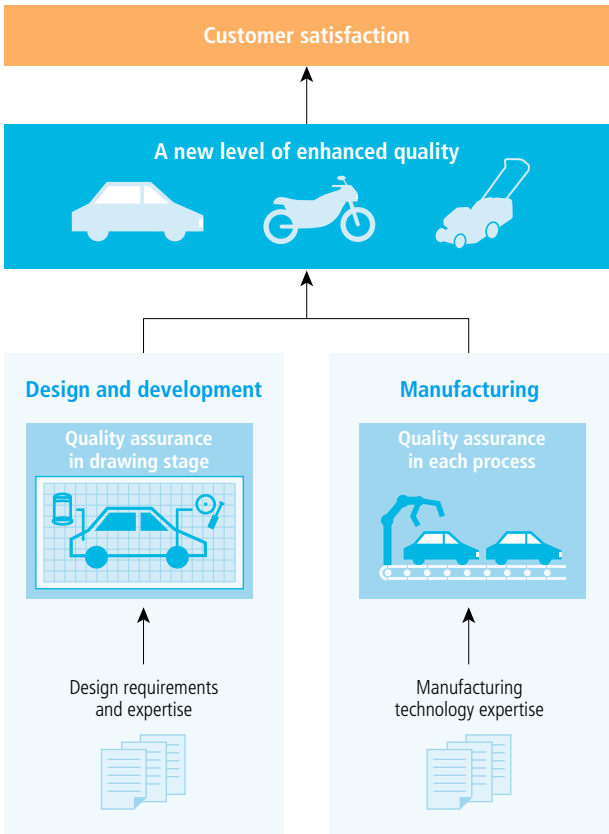 Customer satisfaction
A new level of enhanced quality
Design and development
Quality assurance
in drawing stage
Design requirements
and expertise
Manufacturing
Quality assurance
in each process
Manufacturing
technology expertise